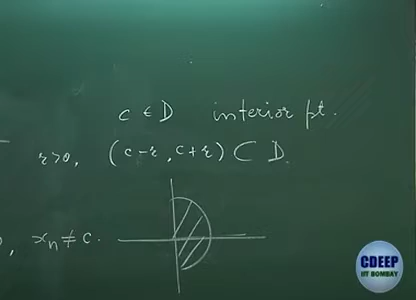 c ∈ D interior pt.
r>0, (c-r, c+r) ⊂ D.
, xn ≠ c.
CDEEP
IIT BOMBAY